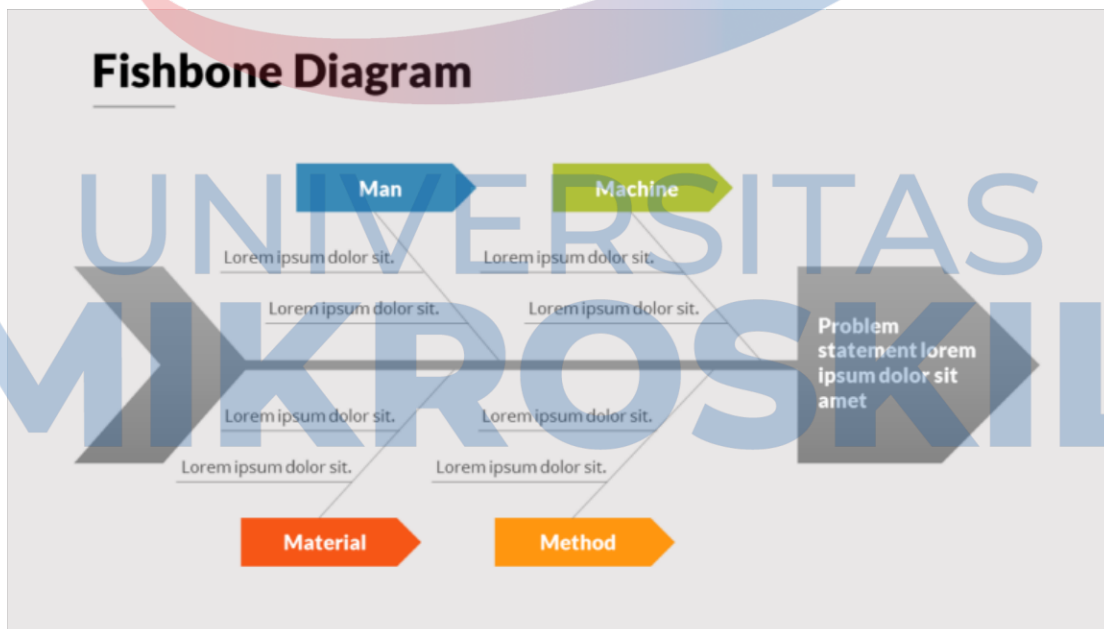 Fishbone Diagram
Man
Machine
Lorem ipsum dolor sit.
Lorem ipsum dolor sit.
Lorem ipsum dolor sit.
Lorem ipsum dolor sit.
UNIVERSITAS
MIKROSKIL
Problem
statement lorem
ipsum dolor sit
amet
Lorem ipsum dolor sit.
Lorem ipsum dolor sit.
Lorem ipsum dolor sit.
Lorem ipsum dolor sit.
Material
Method